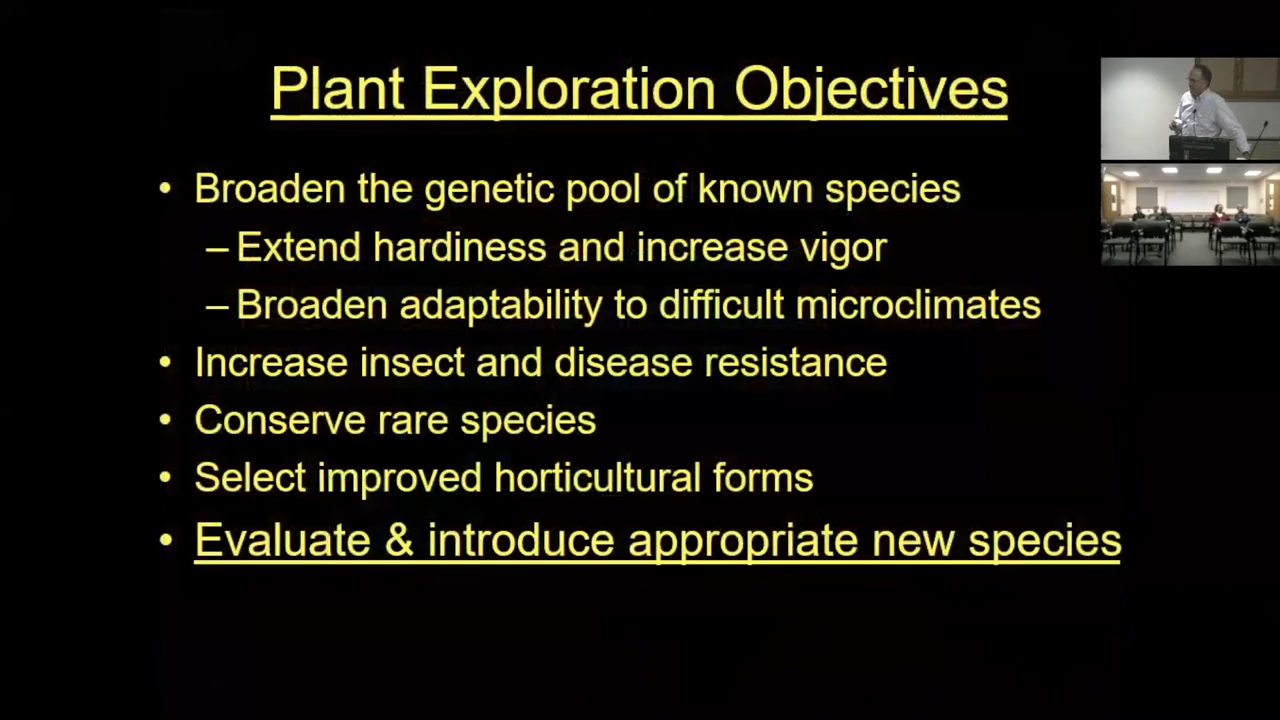 Plant Exploration Objectives
• Broaden the genetic pool of known species
– Extend hardiness and increase vigor
– Broaden adaptability to difficult microclimates
• Increase insect and disease resistance
• Conserve rare species
• Select improved horticultural forms
• Evaluate & introduce appropriate new species